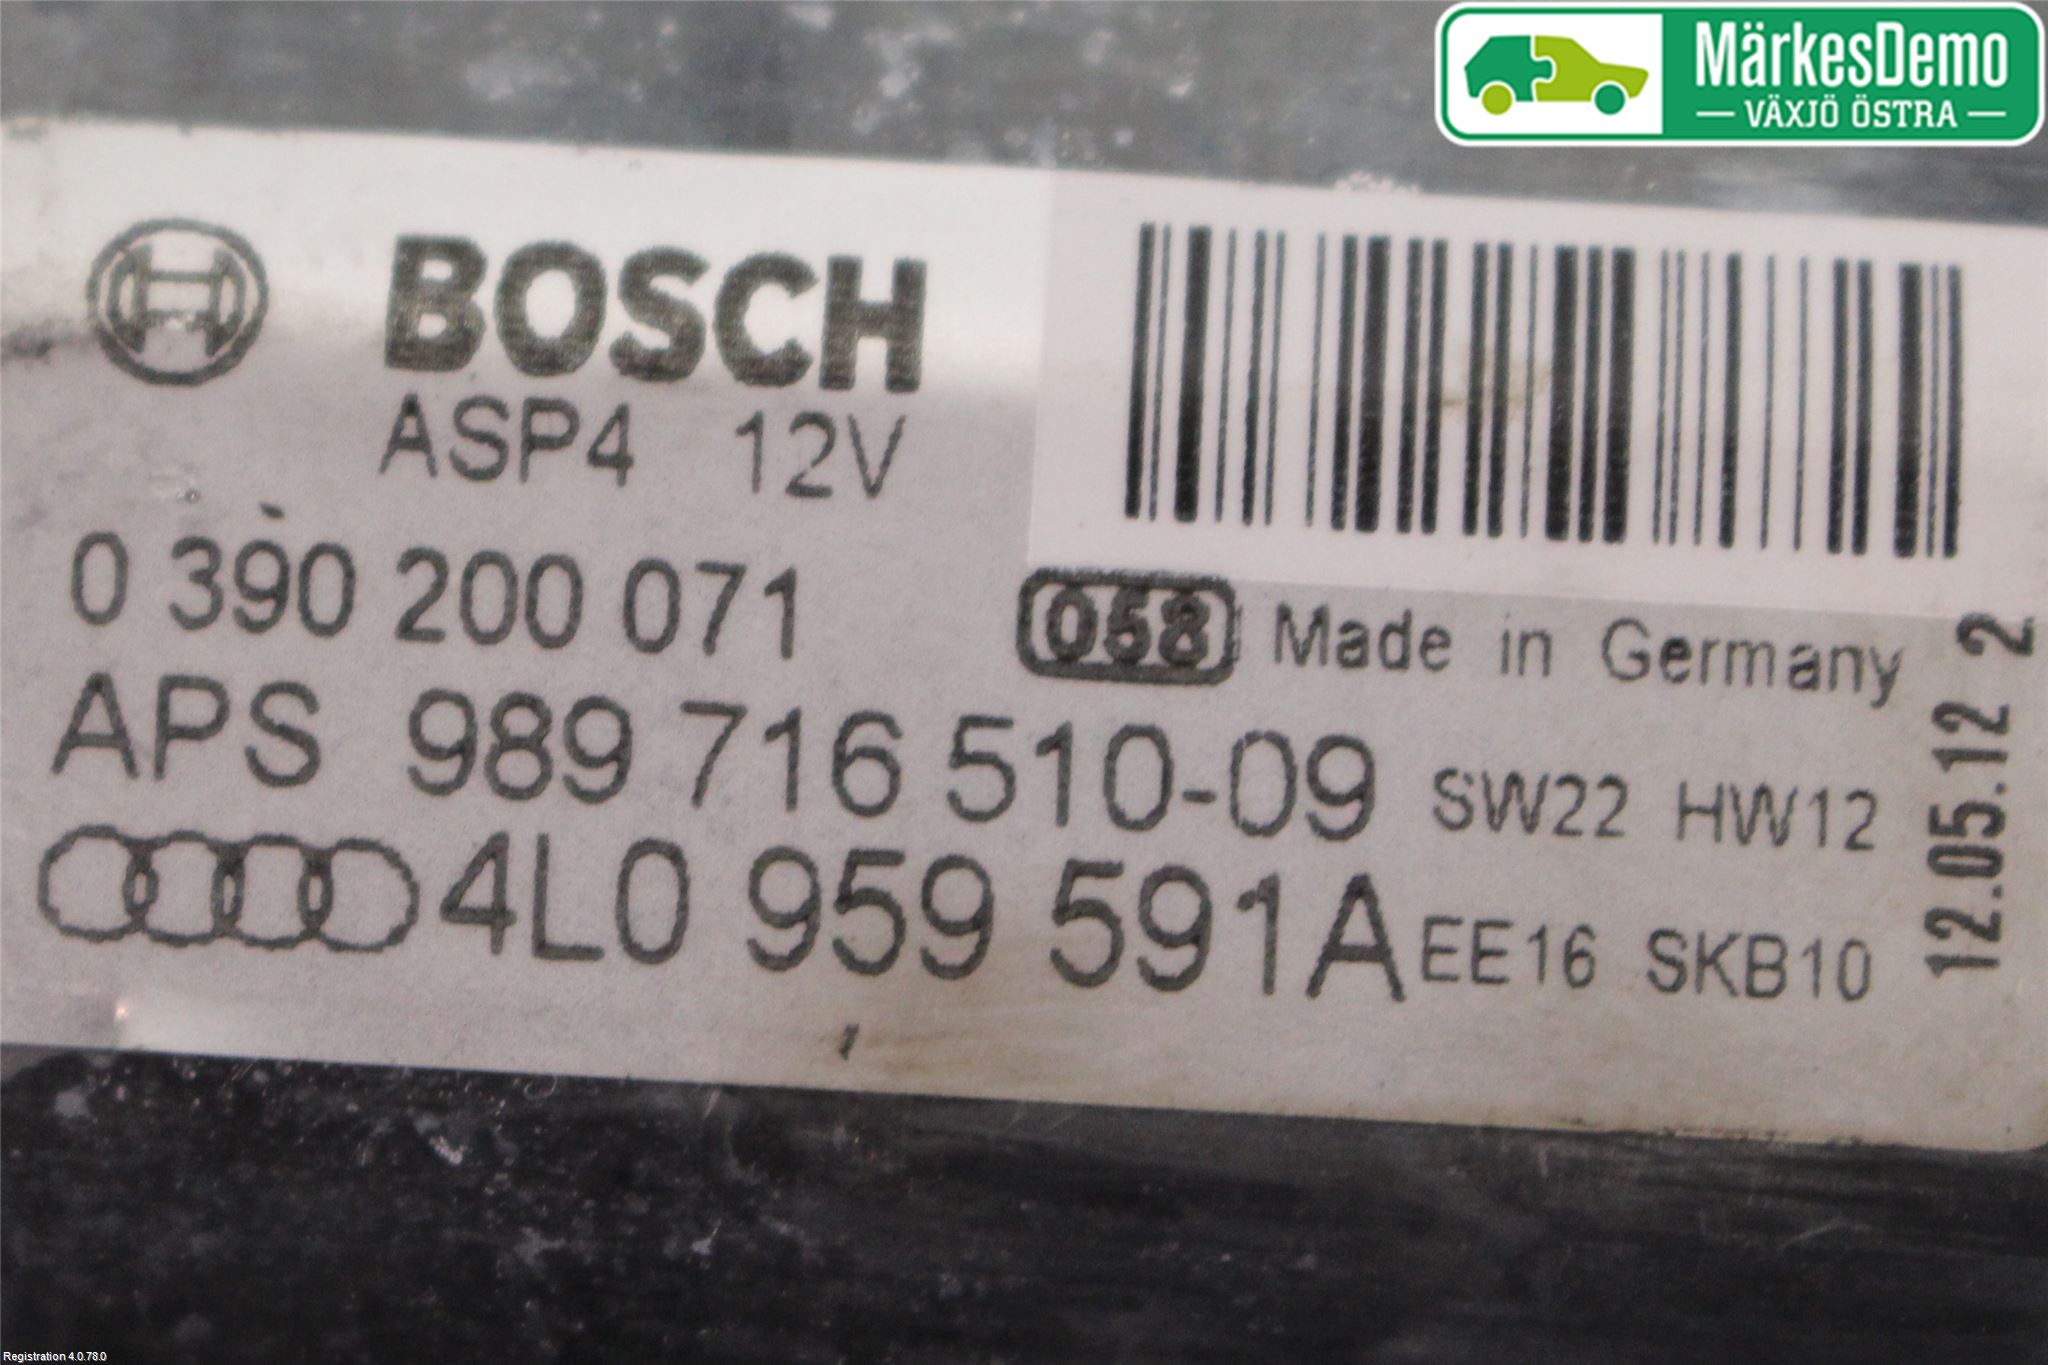 MärkesDemo
VÄXJÖ ÖSTRA
BOSCH
ASP4 12V
0 390 200 071
058 Made in Germany
APS 989 716 510-09 SW22 HW12
4L0 959 591A EE16 SKB10
12.05.12 2
Registration 4.0.78.0